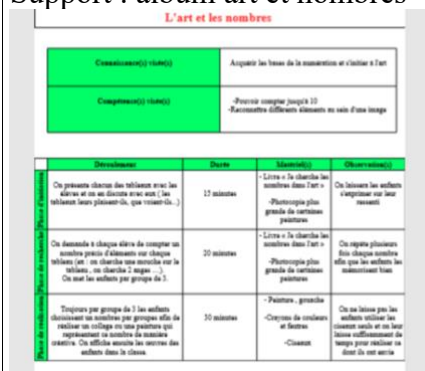 Support : album art et nombres
L'art et les nombres
Connaissance(s) visée(s)
Acquérir les bases de la numération et s'initier à l'art
Compétence(s) visée(s)
-Pouvoir compter jusqu'à 10
-Reconnaître différents éléments au sein d'une image
Déroulement
Durée
Matériel(s)
Observation(s)
Phase d'initiation
On présente chacun des tableaux avec les
élèves et on en discute avec eux ( les
tableaux leurs plaisent-ils, que voient-ils...)
15 minutes
- Livre « Je cherche les
nombres dans l'art »
-Photocopie plus
grande de certaines
peintures
On laissera les enfants
s'exprimer sur leur
ressenti
Phase de recherche
On demande à chaque élève de compter un
nombre précis d'éléments sur chaque
tableau (ex : on cherche une mouche sur le
tableau , on cherche 2 anges ...).
On met les enfants par groupe de 3.
20 minutes
- Livre « Je cherche les
nombres dans l'art »
-Photocopie plus
grande de certaines
peintures
On répète plusieurs
fois chaque nombre
afin que les enfants les
mémorisent bien
Phase de réalisation
Toujours par groupe de 3 les enfants
choisissent un nombre par groupes afin de
réaliser un collage ou une peinture qui
représentent ce nombre de manière
créative. On affiche ensuite les œuvres des
enfants dans la classe.
30 minutes
- Peinture , gouache
-Crayons de couleurs
et feutres
-Ciseaux
On ne laisse pas les
enfants utiliser les
ciseaux seuls et on leur
laisse suffisamment de
temps pour réaliser ce
dont ils ont envie